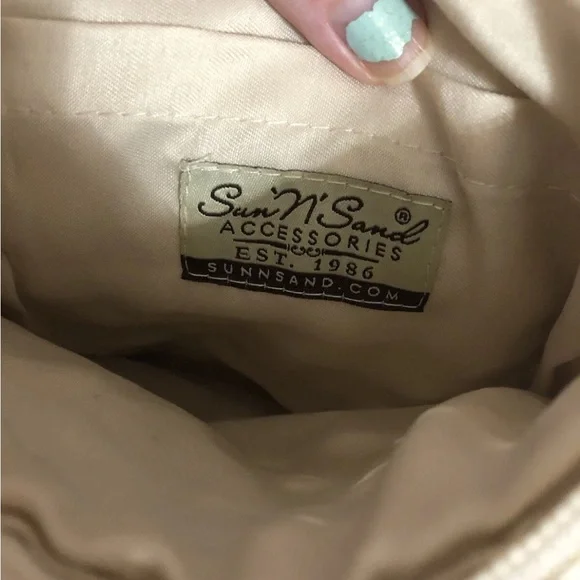 Sun 'N' Sand ®
ACCESSORIES
EST. 1986
SUNNSAND.COM